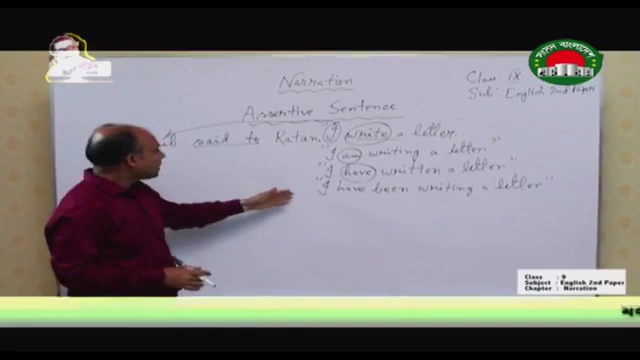 সংসদ বাংলাদেশ
Narration
Class: IX
Sub: English 2nd Paper
Assertive Sentence
said to Ratan, "I write a letter."
"I am writing a letter"
"I have written a letter"
"I have been writing a letter"
Class : 9
Subject : English 2nd Paper
Chapter : Narration